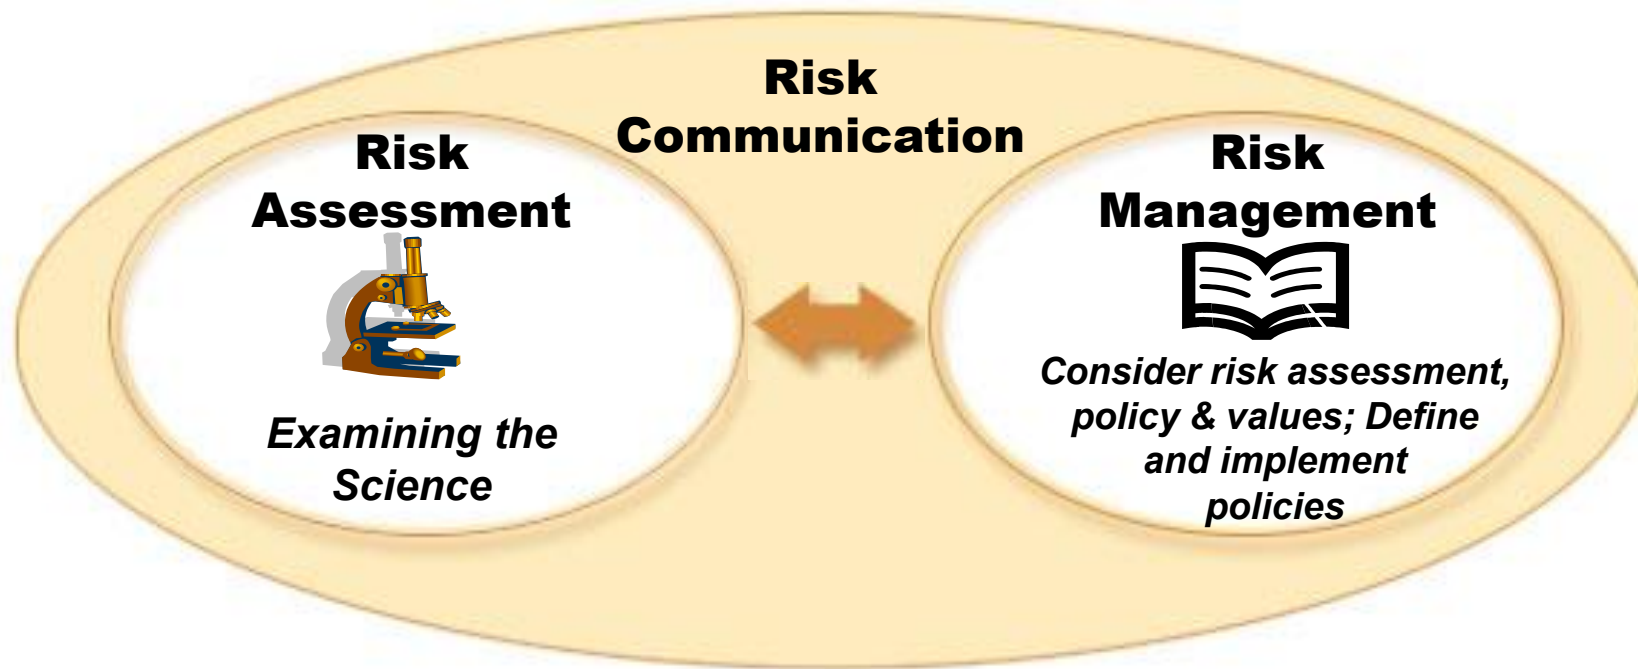 Risk
Communication
Risk
Assessment
Examining the
Science
Risk
Management
Consider risk assessment,
policy & values; Define
and implement
policies